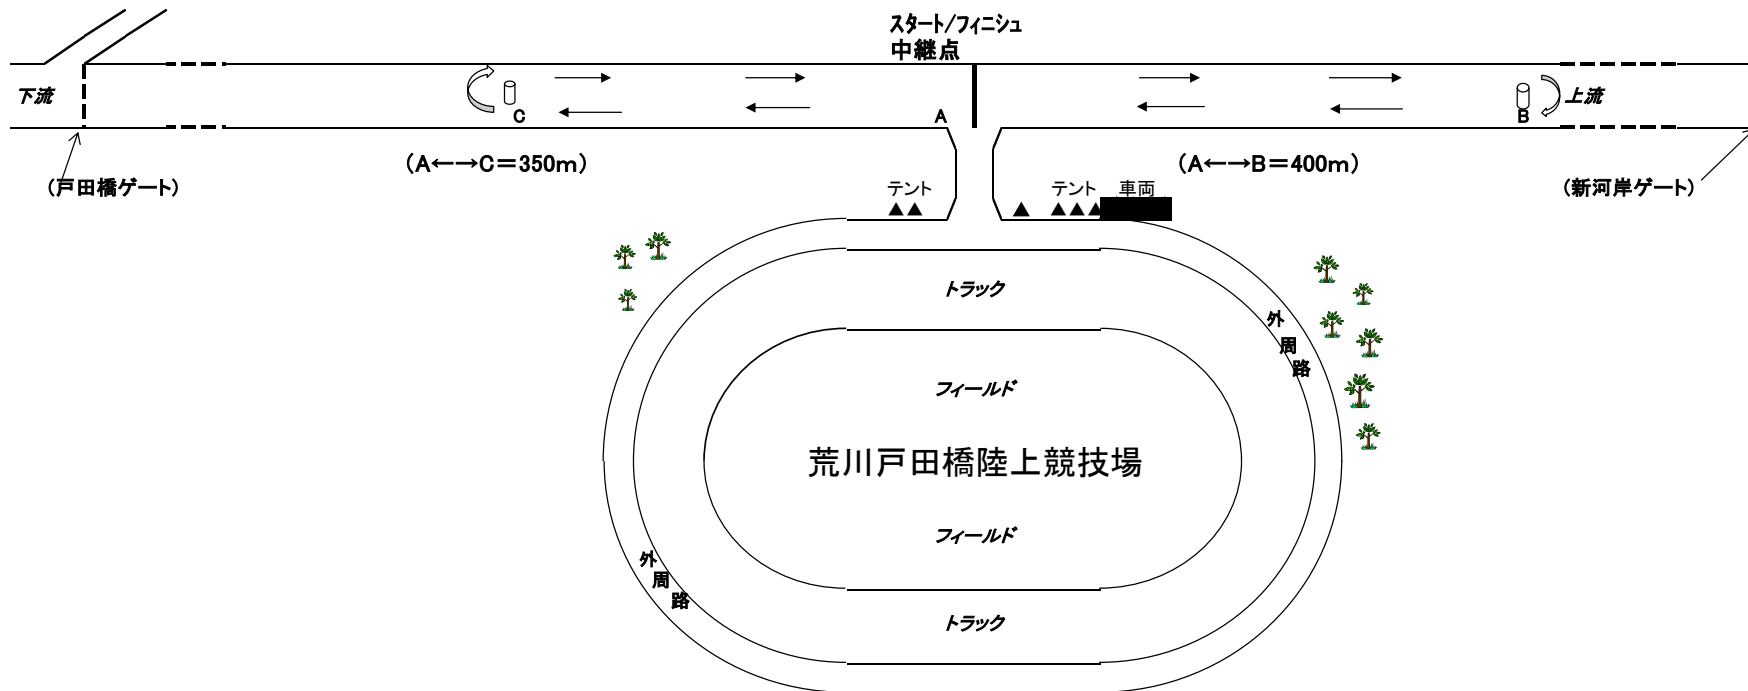 スタート/フィニシュ
中継点
下流
C
A
B
上流
(A←→C=350m)
(A←→B=400m)
(戸田橋ゲート)
テント
テント
車両
(新河岸ゲート)
トラック
外周路
フィールド
荒川戸田橋陸上競技場
フィールド
外周路
トラック